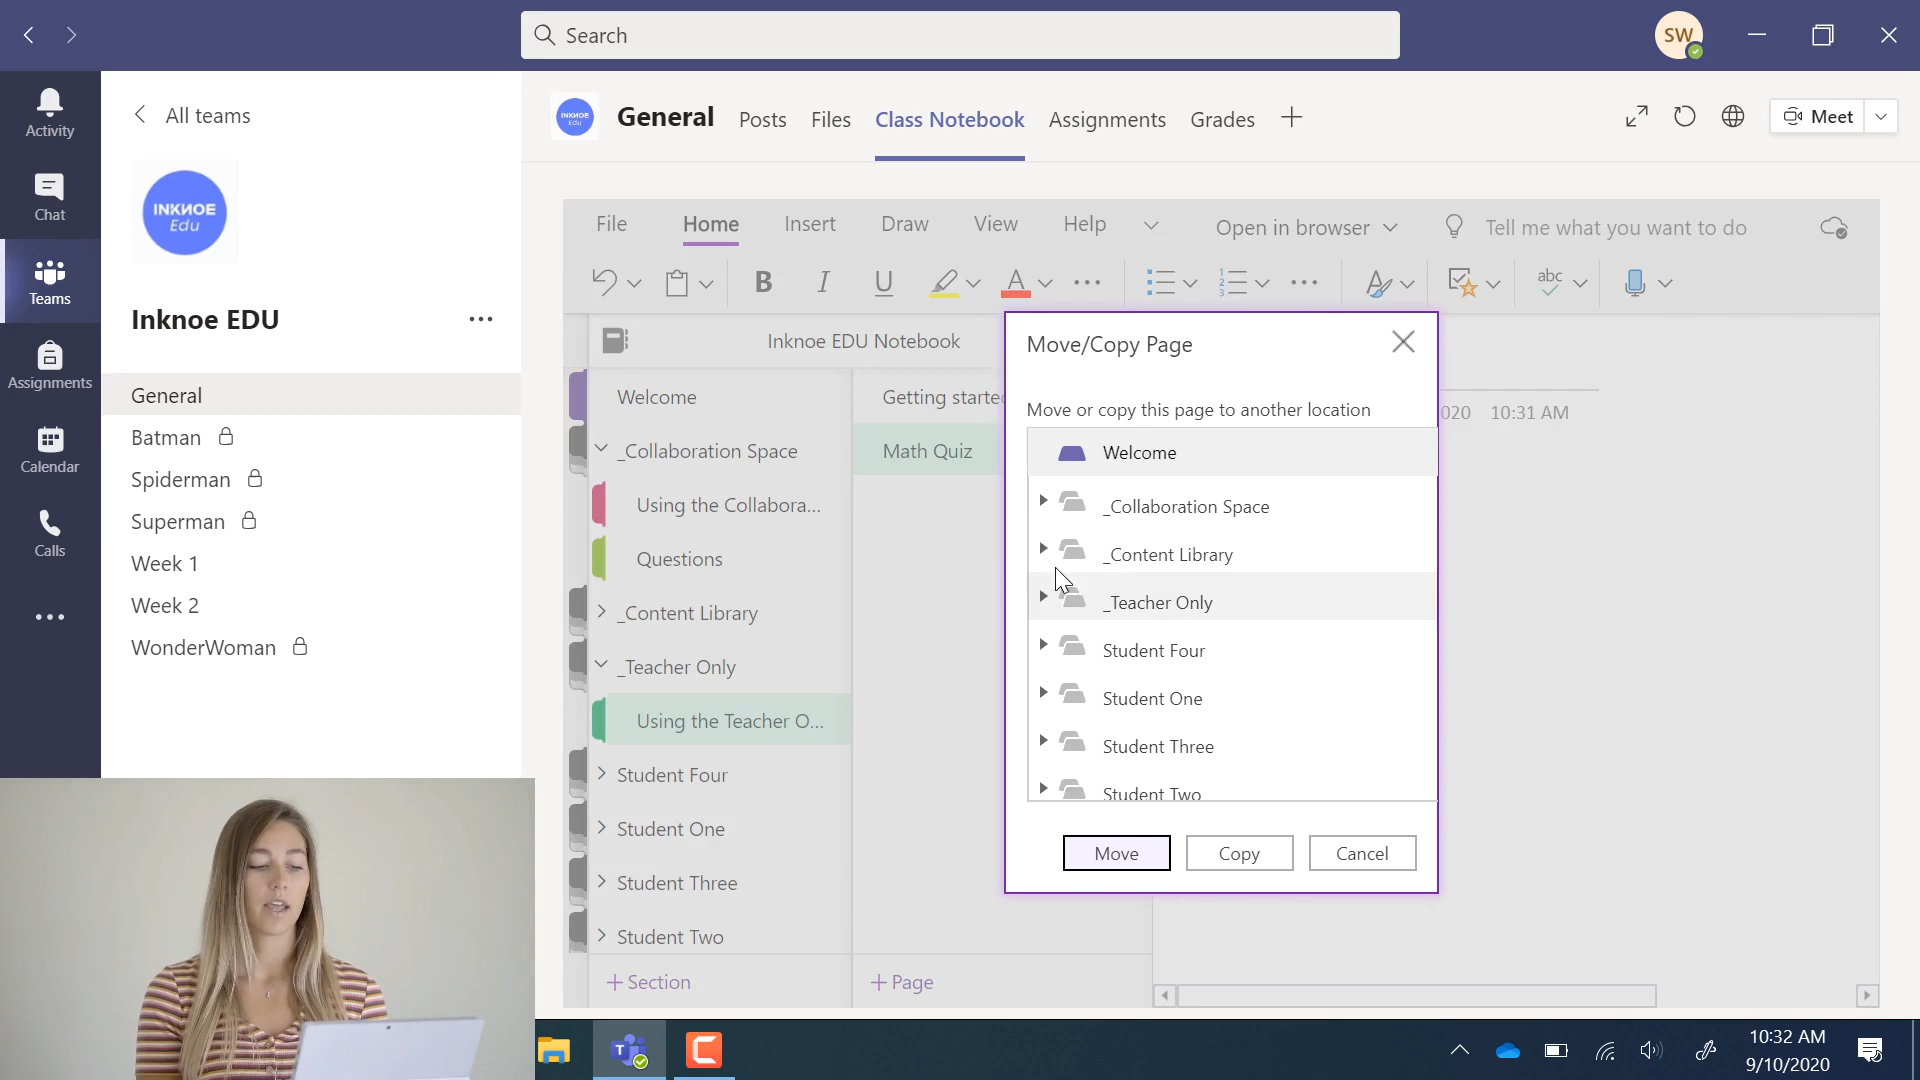 Search
SW
Activity
Chat
Teams
Assignments
Calendar
Calls
All teams
INKNOE
Edu
Inknoe EDU
General
Batman
Spiderman
Superman
Week 1
Week 2
WonderWoman
INKNOE
Edu
General Posts Files Class Notebook Assignments Grades
Meet
File Home Insert Draw View Help Open in browser Tell me what you want to do
B I U A abc
Inknoe EDU Notebook
Welcome
_Collaboration Space
Using the Collabora...
Questions
_Content Library
_Teacher Only
Using the Teacher O...
Student Four
Student One
Student Three
Student Two
Section
Getting starte
Math Quiz
Page
020 10:31 AM
Move/Copy Page
Move or copy this page to another location
Welcome
_Collaboration Space
_Content Library
_Teacher Only
Student Four
Student One
Student Three
Student Two
Move Copy Cancel
10:32 AM
9/10/2020